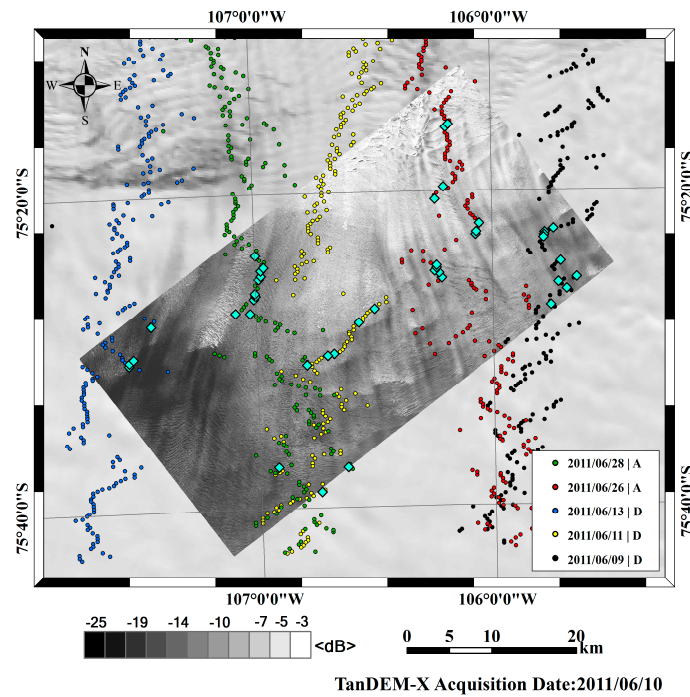 107°0'0"W 106°0'0"W
N
W E
S
75°20'0"S 75°20'0"S
75°40'0"S 75°40'0"S
2011/06/28 | A
2011/06/26 | A
2011/06/13 | D
2011/06/11 | D
2011/06/09 | D
107°0'0"W 106°0'0"W
-25 -19 -14 -10 -7 -5 -3
<dB>
0 5 10 20
km
TanDEM-X Acquisition Date:2011/06/10